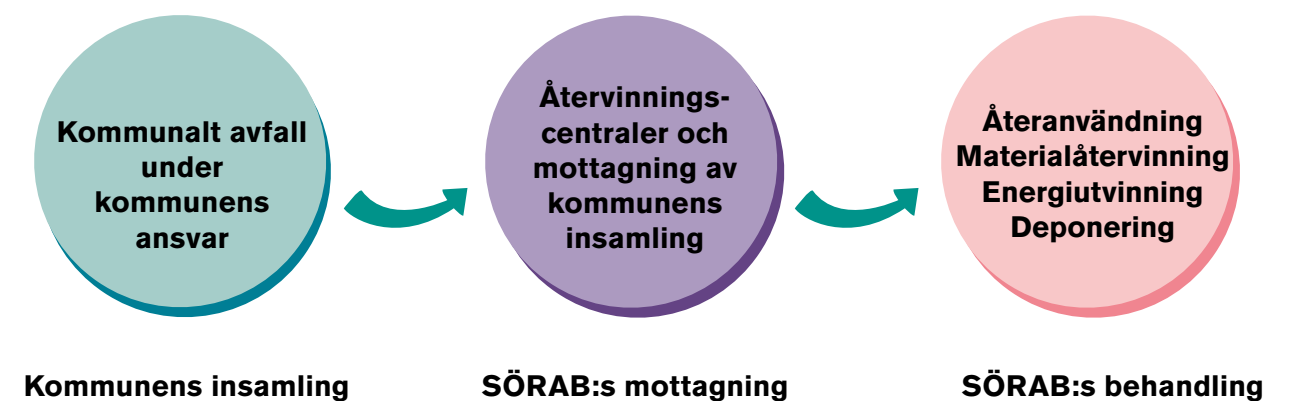 Kommunalt avfall
under
kommunens
ansvar
Återvinnings-
centraler och
mottagning av
kommunens
insamling
Återanvändning
Materialåtervinning
Energiutvinning
Deponering
Kommunens insamling
SÖRAB:s mottagning
SÖRAB:s behandling